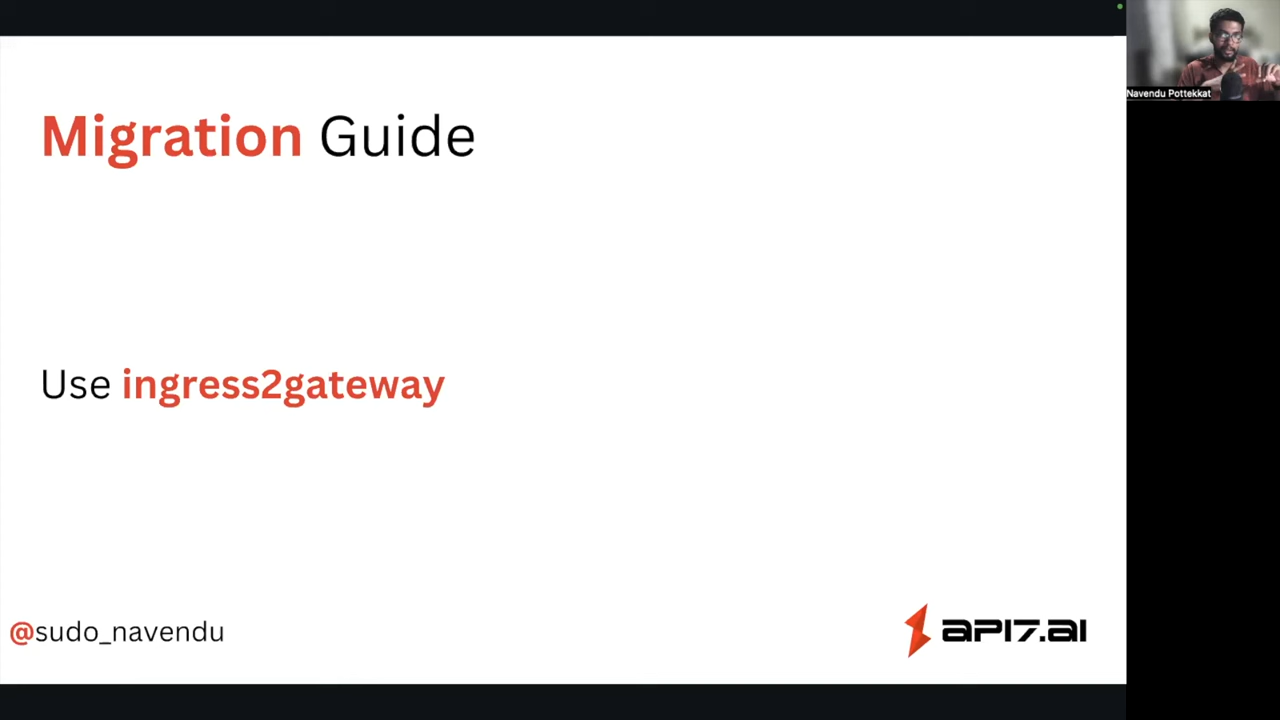 Migration Guide
Use ingress2gateway
@sudo_navendu
API7.AI
Navendu Pottekkat